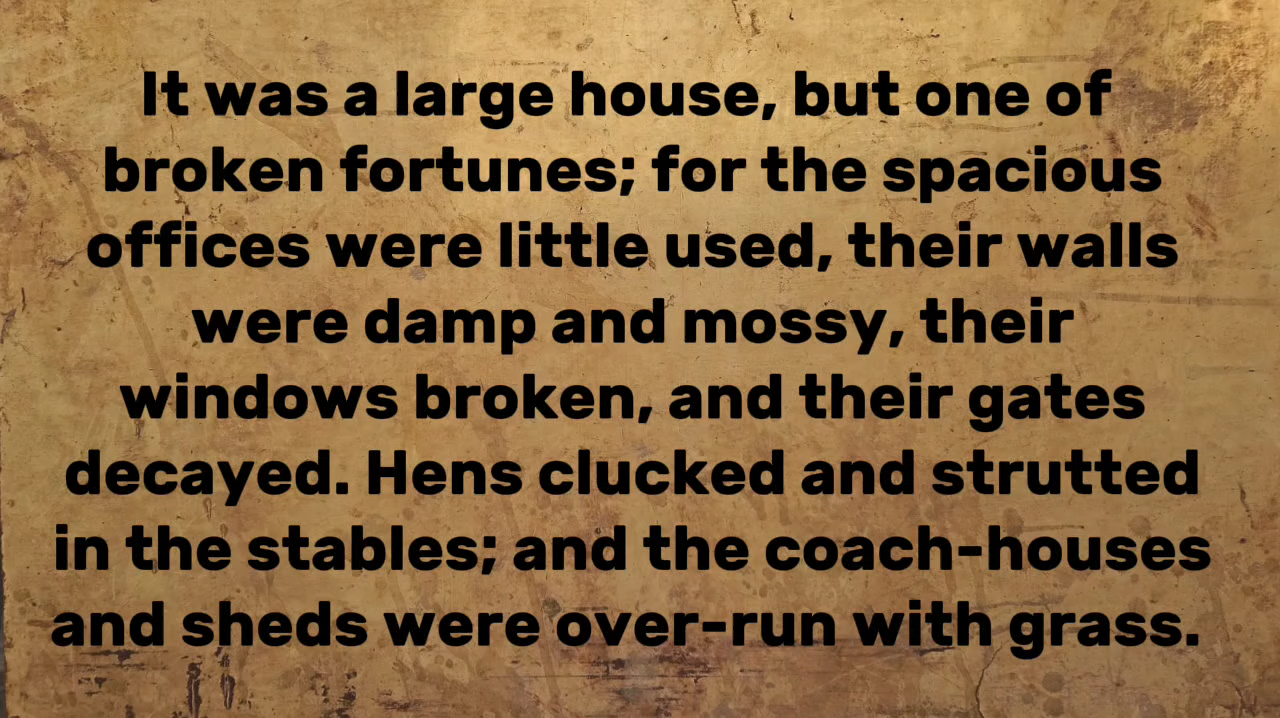 It was a large house, but one of
broken fortunes; for the spacious
offices were little used, their walls
were damp and mossy, their
windows broken, and their gates
decayed. Hens clucked and strutted
in the stables; and the coach-houses
and sheds were over-run with grass.